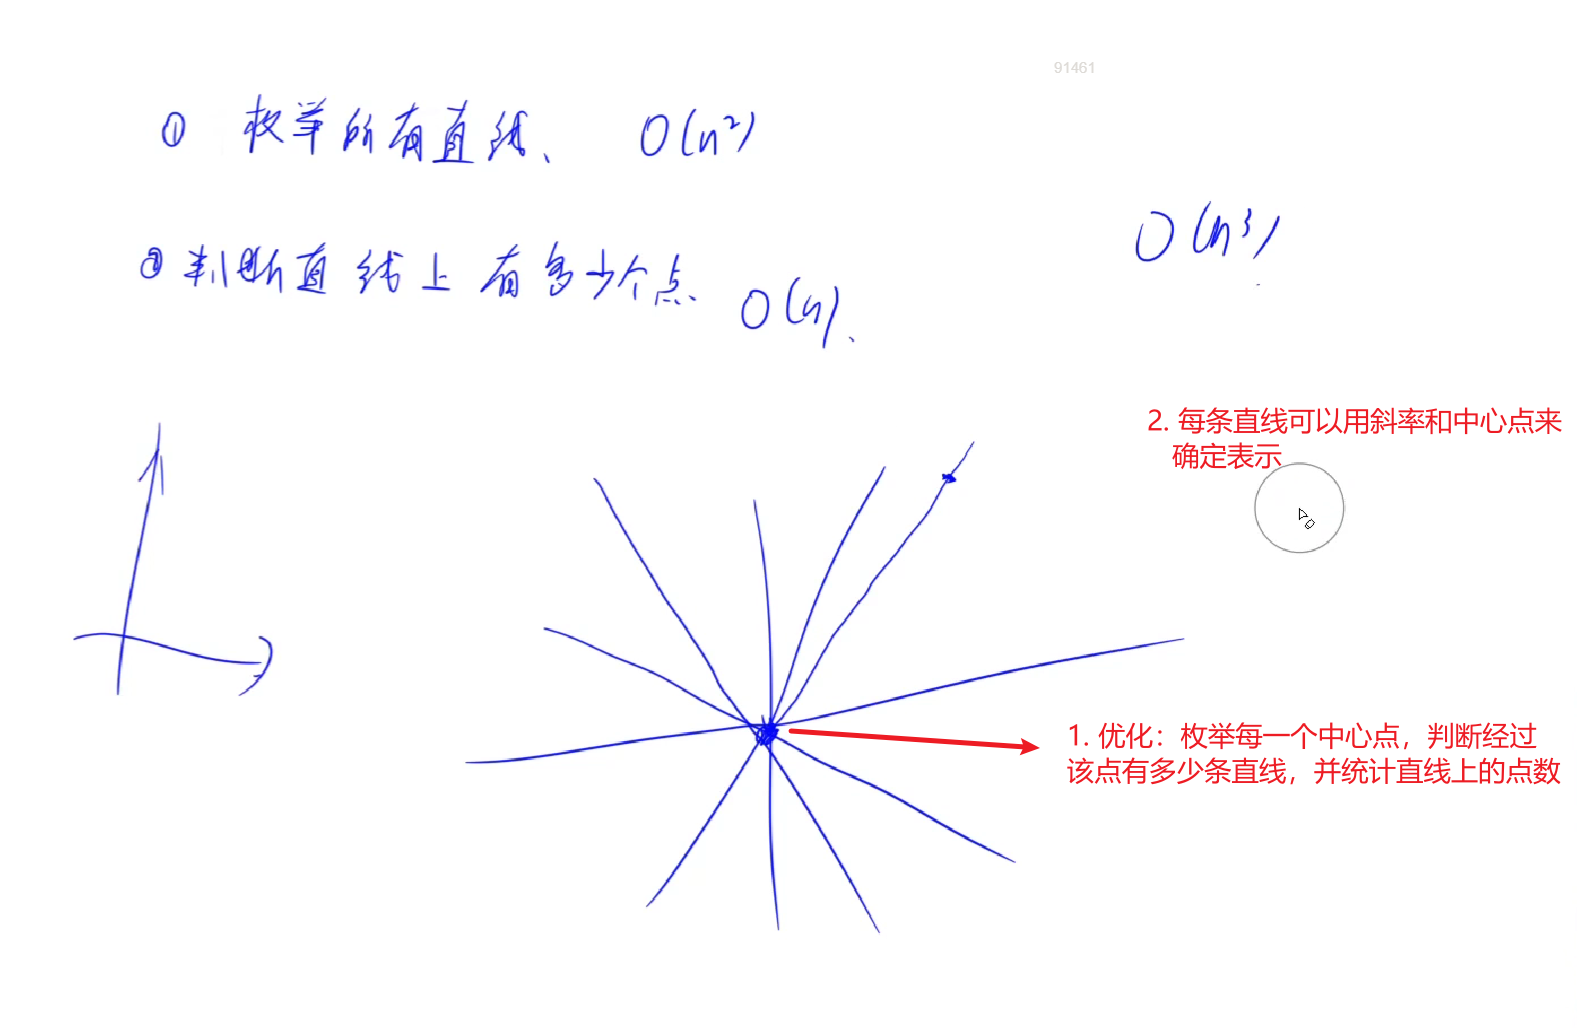 91461
① 枚举所有直线、 O(n²)
O(n³)
② 判断直线上有多少个点、 O(n)、
2. 每条直线可以用斜率和中心点来
确定表示
1. 优化：枚举每一个中心点，判断经过
该点有多少条直线，并统计直线上的点数